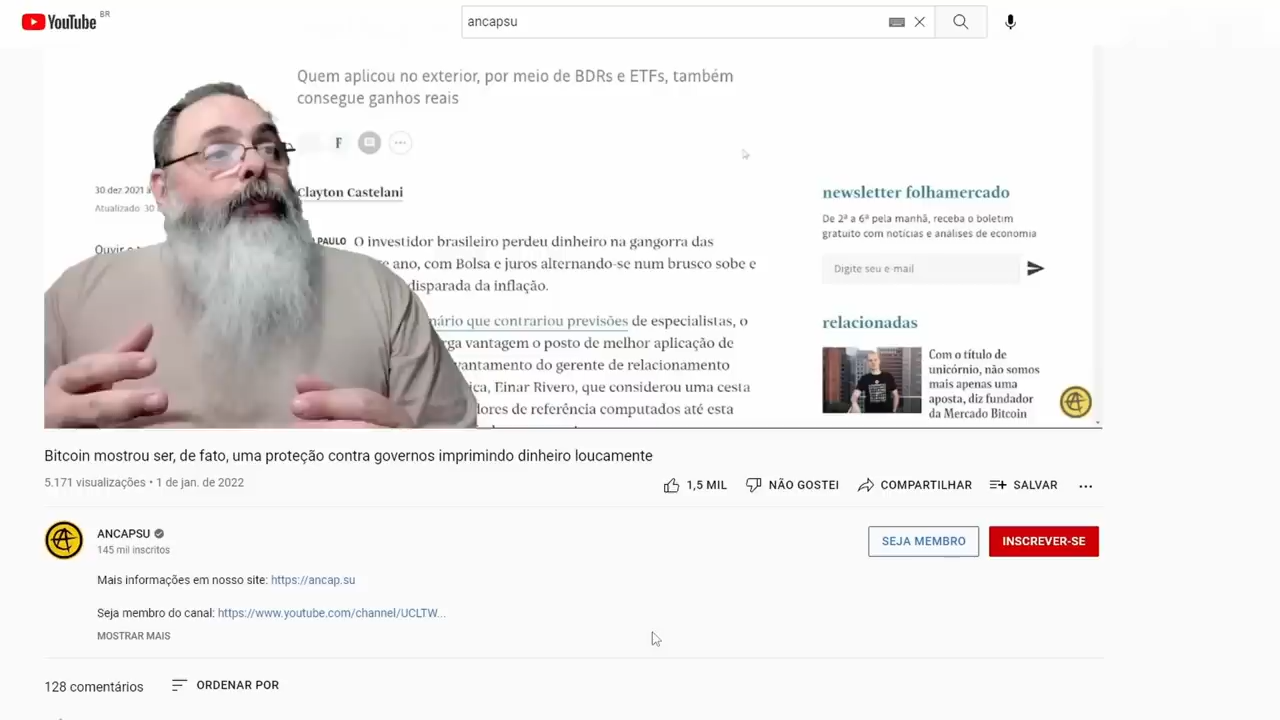 YouTube BR
ancapsu
Quem aplicou no exterior, por meio de BDRs e ETFs, também
consegue ganhos reais
F
30 dez.2021 à
Clayton Castelani
Atualizado 30
newsletter folhamercado
De 2ª a 6ª pela manhã, receba o boletim
gratuito com notícias e análises de economia
Digite seu e-mail
PAULO O investidor brasileiro perdeu dinheiro na gangorra das
ano, com Bolsa e juros alternando-se num brusco sobe e
disparada da inflação.
que contrariou previsões de especialistas, o
vantagem o posto de melhor aplicação de
do gerente de relacionamento
Einar Rivero, que considerou uma cesta
de referência computados até esta
relacionadas
Com o título de
unicórnio, não somos
mais apenas uma
aposta, diz fundador
da Mercado Bitcoin
Bitcoin mostrou ser, de fato, uma proteção contra governos imprimindo dinheiro loucamente
5.171 visualizações • 1 de jan. de 2022
1,5 MIL
NÃO GOSTEI
COMPARTILHAR
SALVAR
ANCAPSU
145 mil inscritos
SEJA MEMBRO
INSCREVER-SE
Mais informações em nosso site: https://ancap.su
Seja membro do canal: https://www.youtube.com/channel/UCLTW...
MOSTRAR MAIS
128 comentários
ORDENAR POR